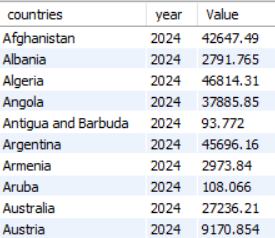 countries year Value
Afghanistan 2024 42647.49
Albania 2024 2791.765
Algeria 2024 46814.31
Angola 2024 37885.85
Antigua and Barbuda 2024 93.772
Argentina 2024 45696.16
Armenia 2024 2973.84
Aruba 2024 108.066
Australia 2024 27236.21
Austria 2024 9170.854